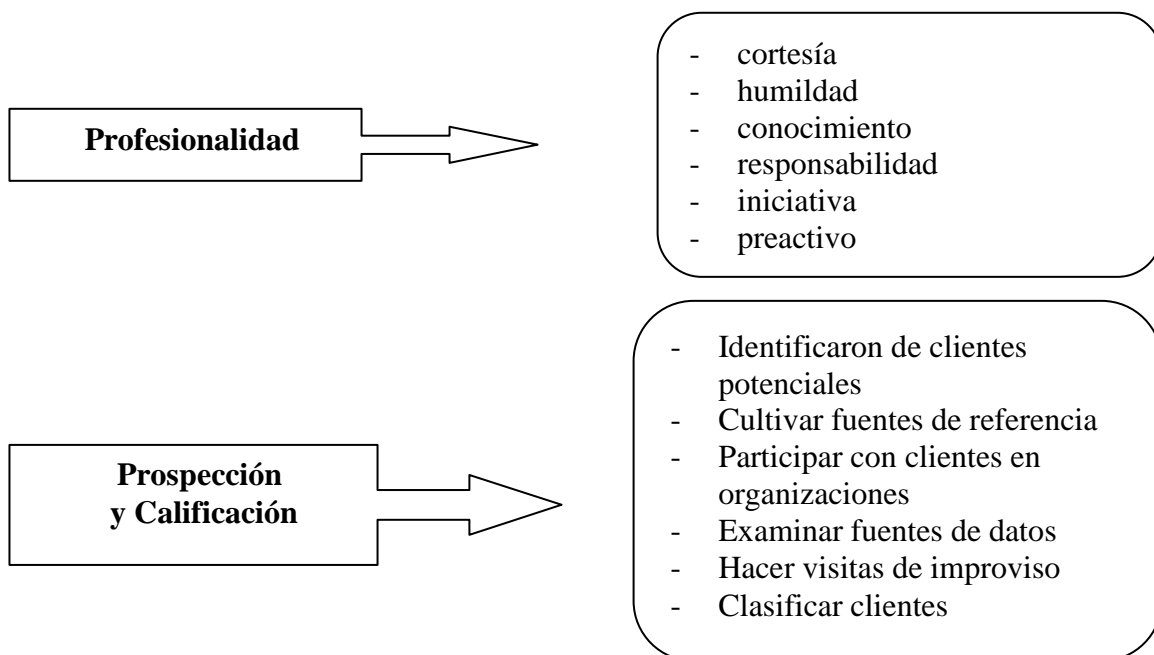 Profesionalidad
- cortesía
- humildad
- conocimiento
- responsabilidad
- iniciativa
- preactivo
Prospección
y Calificación
- Identificaron de clientes
potenciales
- Cultivar fuentes de referencia
- Participar con clientes en
organizaciones
- Examinar fuentes de datos
- Hacer visitas de improviso
- Clasificar clientes